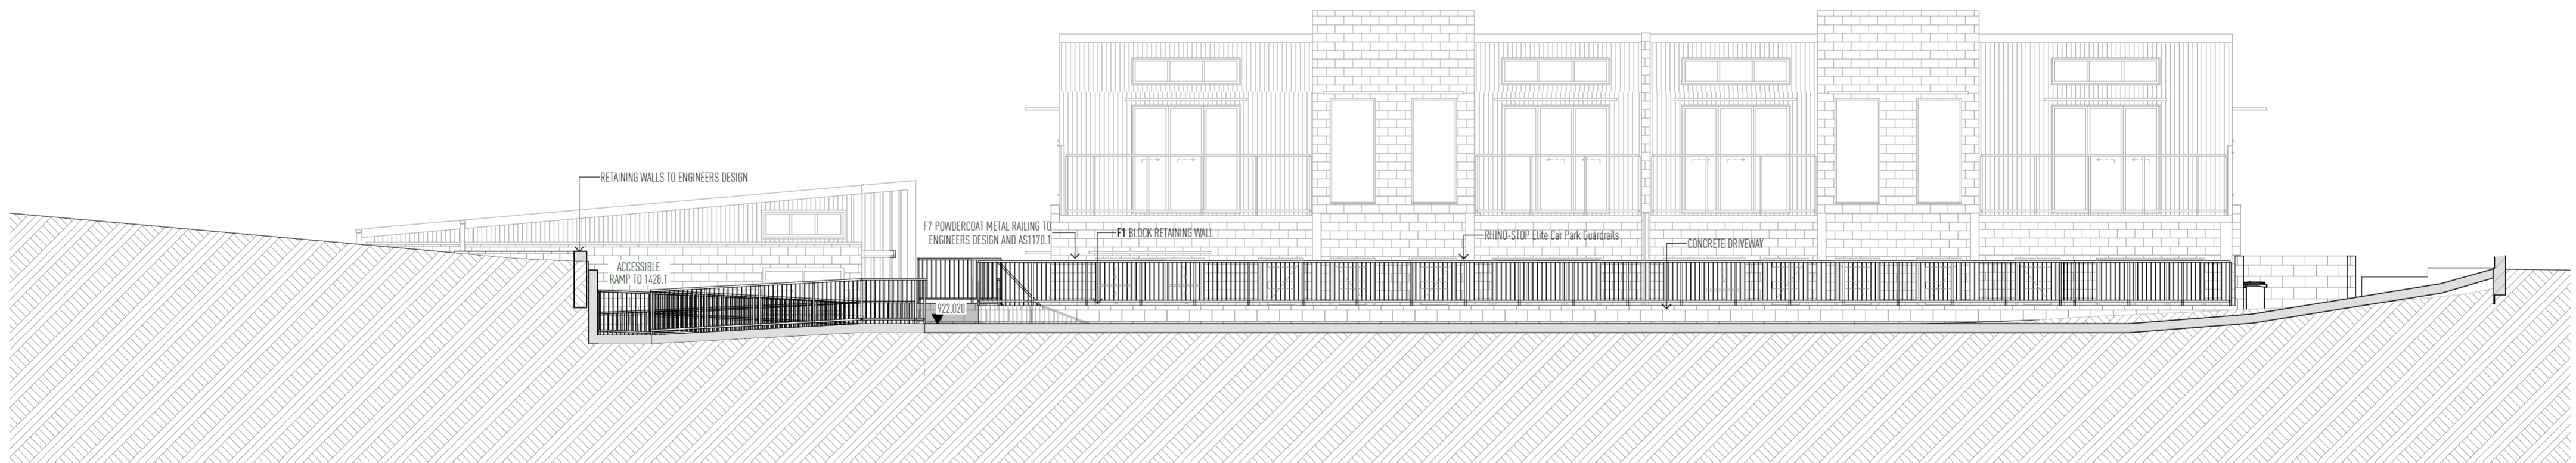 RETAINING WALLS TO ENGINEERS DESIGN
ACCESSIBLE
RAMP TO 1428.1
F7 POWDERCOAT METAL RAILING TO
ENGINEERS DESIGN AND AS1170.1
922,020
F1 BLOCK RETAINING WALL
RHINO-STOP Elite Car Park Guardrails
CONCRETE DRIVEWAY